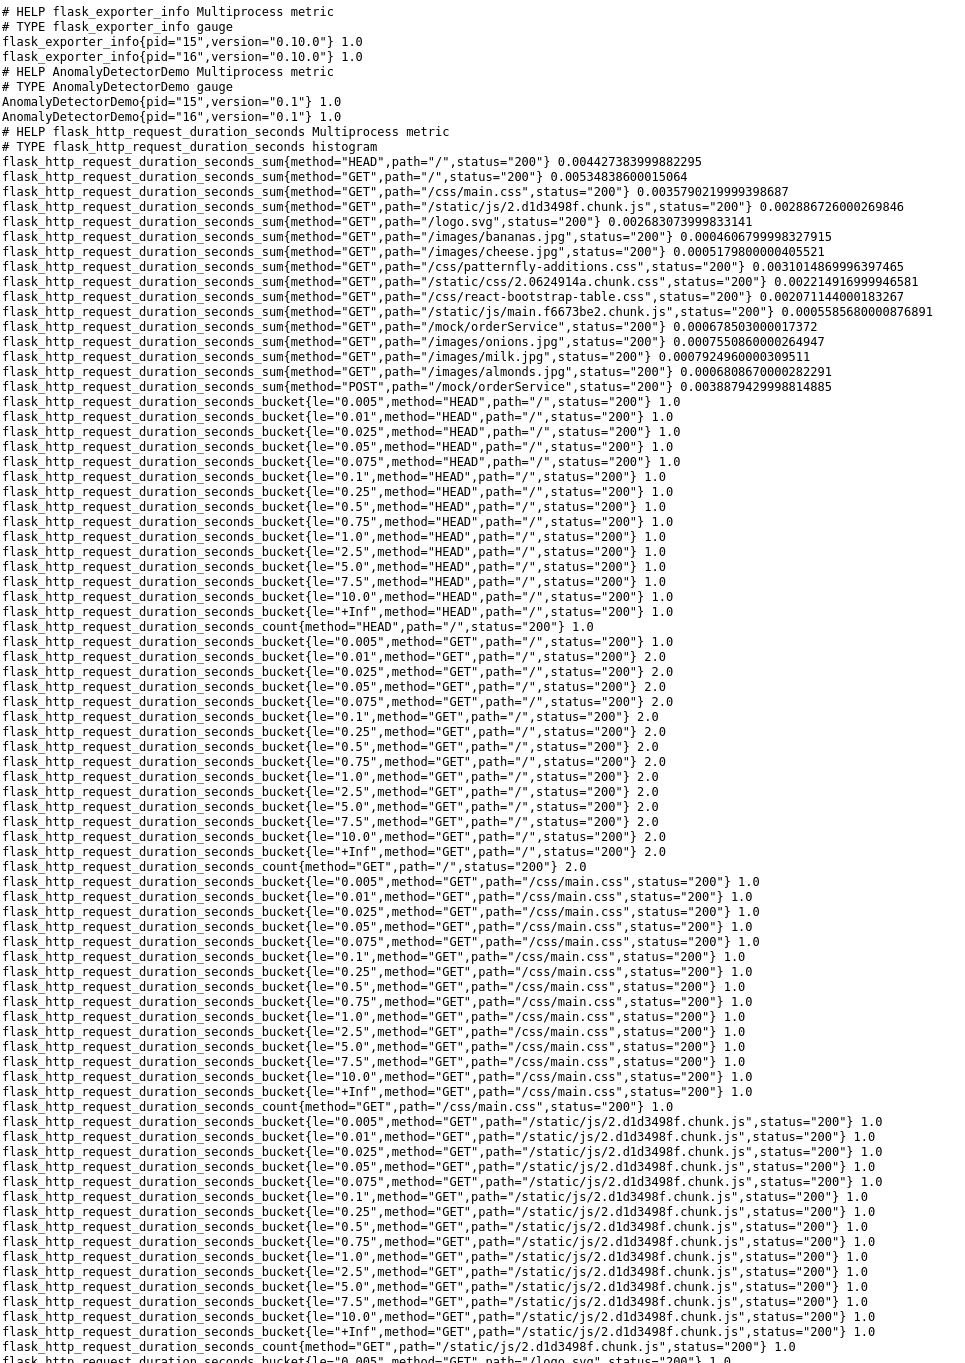 # HELP flask_exporter_info Multiprocess metric
# TYPE flask_exporter_info gauge
flask_exporter_info{pid="15",version="0.10.0"} 1.0
flask_exporter_info{pid="16",version="0.10.0"} 1.0
# HELP AnomalyDetectorDemo Multiprocess metric
# TYPE AnomalyDetectorDemo gauge
AnomalyDetectorDemo{pid="15",version="0.1"} 1.0
AnomalyDetectorDemo{pid="16",version="0.1"} 1.0
# HELP flask_http_request_duration_seconds Multiprocess metric
# TYPE flask_http_request_duration_seconds histogram
flask_http_request_duration_seconds_sum{method="HEAD",path="/",status="200"} 0.004427383999882295
flask_http_request_duration_seconds_sum{method="GET",path="/",status="200"} 0.00534838600015064
flask_http_request_duration_seconds_sum{method="GET",path="/css/main.css",status="200"} 0.0035790219999398687
flask_http_request_duration_seconds_sum{method="GET",path="/static/js/2.d1d3498f.chunk.js",status="200"} 0.002886726000269846
flask_http_request_duration_seconds_sum{method="GET",path="/logo.svg",status="200"} 0.002683073999833141
flask_http_request_duration_seconds_sum{method="GET",path="/images/bananas.jpg",status="200"} 0.0004606799998327915
flask_http_request_duration_seconds_sum{method="GET",path="/images/cheese.jpg",status="200"} 0.0005179800000405521
flask_http_request_duration_seconds_sum{method="GET",path="/css/patternfly-additions.css",status="200"} 0.0031014869996397465
flask_http_request_duration_seconds_sum{method="GET",path="/static/css/2.0624914a.chunk.css",status="200"} 0.002214916999946581
flask_http_request_duration_seconds_sum{method="GET",path="/css/react-bootstrap-table.css",status="200"} 0.002071144000183267
flask_http_request_duration_seconds_sum{method="GET",path="/static/js/main.f6673be2.chunk.js",status="200"} 0.0005585680000876891
flask_http_request_duration_seconds_sum{method="GET",path="/mock/orderService",status="200"} 0.000678503000017372
flask_http_request_duration_seconds_sum{method="GET",path="/images/onions.jpg",status="200"} 0.0007550860000264947
flask_http_request_duration_seconds_sum{method="GET",path="/images/milk.jpg",status="200"} 0.0007924960000309511
flask_http_request_duration_seconds_sum{method="GET",path="/images/almonds.jpg",status="200"} 0.0006808670000282291
flask_http_request_duration_seconds_sum{method="POST",path="/mock/orderService",status="200"} 0.0038879429998814885
flask_http_request_duration_seconds_bucket{le="0.005",method="HEAD",path="/",status="200"} 1.0
flask_http_request_duration_seconds_bucket{le="0.01",method="HEAD",path="/",status="200"} 1.0
flask_http_request_duration_seconds_bucket{le="0.025",method="HEAD",path="/",status="200"} 1.0
flask_http_request_duration_seconds_bucket{le="0.05",method="HEAD",path="/",status="200"} 1.0
flask_http_request_duration_seconds_bucket{le="0.075",method="HEAD",path="/",status="200"} 1.0
flask_http_request_duration_seconds_bucket{le="0.1",method="HEAD",path="/",status="200"} 1.0
flask_http_request_duration_seconds_bucket{le="0.25",method="HEAD",path="/",status="200"} 1.0
flask_http_request_duration_seconds_bucket{le="0.5",method="HEAD",path="/",status="200"} 1.0
flask_http_request_duration_seconds_bucket{le="0.75",method="HEAD",path="/",status="200"} 1.0
flask_http_request_duration_seconds_bucket{le="1.0",method="HEAD",path="/",status="200"} 1.0
flask_http_request_duration_seconds_bucket{le="2.5",method="HEAD",path="/",status="200"} 1.0
flask_http_request_duration_seconds_bucket{le="5.0",method="HEAD",path="/",status="200"} 1.0
flask_http_request_duration_seconds_bucket{le="7.5",method="HEAD",path="/",status="200"} 1.0
flask_http_request_duration_seconds_bucket{le="10.0",method="HEAD",path="/",status="200"} 1.0
flask_http_request_duration_seconds_bucket{le="+Inf",method="HEAD",path="/",status="200"} 1.0
flask_http_request_duration_seconds_count{method="HEAD",path="/",status="200"} 1.0
flask_http_request_duration_seconds_bucket{le="0.005",method="GET",path="/",status="200"} 1.0
flask_http_request_duration_seconds_bucket{le="0.01",method="GET",path="/",status="200"} 2.0
flask_http_request_duration_seconds_bucket{le="0.025",method="GET",path="/",status="200"} 2.0
flask_http_request_duration_seconds_bucket{le="0.05",method="GET",path="/",status="200"} 2.0
flask_http_request_duration_seconds_bucket{le="0.075",method="GET",path="/",status="200"} 2.0
flask_http_request_duration_seconds_bucket{le="0.1",method="GET",path="/",status="200"} 2.0
flask_http_request_duration_seconds_bucket{le="0.25",method="GET",path="/",status="200"} 2.0
flask_http_request_duration_seconds_bucket{le="0.5",method="GET",path="/",status="200"} 2.0
flask_http_request_duration_seconds_bucket{le="0.75",method="GET",path="/",status="200"} 2.0
flask_http_request_duration_seconds_bucket{le="1.0",method="GET",path="/",status="200"} 2.0
flask_http_request_duration_seconds_bucket{le="2.5",method="GET",path="/",status="200"} 2.0
flask_http_request_duration_seconds_bucket{le="5.0",method="GET",path="/",status="200"} 2.0
flask_http_request_duration_seconds_bucket{le="7.5",method="GET",path="/",status="200"} 2.0
flask_http_request_duration_seconds_bucket{le="10.0",method="GET",path="/",status="200"} 2.0
flask_http_request_duration_seconds_bucket{le="+Inf",method="GET",path="/",status="200"} 2.0
flask_http_request_duration_seconds_count{method="GET",path="/",status="200"} 2.0
flask_http_request_duration_seconds_bucket{le="0.005",method="GET",path="/css/main.css",status="200"} 1.0
flask_http_request_duration_seconds_bucket{le="0.01",method="GET",path="/css/main.css",status="200"} 1.0
flask_http_request_duration_seconds_bucket{le="0.025",method="GET",path="/css/main.css",status="200"} 1.0
flask_http_request_duration_seconds_bucket{le="0.05",method="GET",path="/css/main.css",status="200"} 1.0
flask_http_request_duration_seconds_bucket{le="0.075",method="GET",path="/css/main.css",status="200"} 1.0
flask_http_request_duration_seconds_bucket{le="0.1",method="GET",path="/css/main.css",status="200"} 1.0
flask_http_request_duration_seconds_bucket{le="0.25",method="GET",path="/css/main.css",status="200"} 1.0
flask_http_request_duration_seconds_bucket{le="0.5",method="GET",path="/css/main.css",status="200"} 1.0
flask_http_request_duration_seconds_bucket{le="0.75",method="GET",path="/css/main.css",status="200"} 1.0
flask_http_request_duration_seconds_bucket{le="1.0",method="GET",path="/css/main.css",status="200"} 1.0
flask_http_request_duration_seconds_bucket{le="2.5",method="GET",path="/css/main.css",status="200"} 1.0
flask_http_request_duration_seconds_bucket{le="5.0",method="GET",path="/css/main.css",status="200"} 1.0
flask_http_request_duration_seconds_bucket{le="7.5",method="GET",path="/css/main.css",status="200"} 1.0
flask_http_request_duration_seconds_bucket{le="10.0",method="GET",path="/css/main.css",status="200"} 1.0
flask_http_request_duration_seconds_bucket{le="+Inf",method="GET",path="/css/main.css",status="200"} 1.0
flask_http_request_duration_seconds_count{method="GET",path="/css/main.css",status="200"} 1.0
flask_http_request_duration_seconds_bucket{le="0.005",method="GET",path="/static/js/2.d1d3498f.chunk.js",status="200"} 1.0
flask_http_request_duration_seconds_bucket{le="0.01",method="GET",path="/static/js/2.d1d3498f.chunk.js",status="200"} 1.0
flask_http_request_duration_seconds_bucket{le="0.025",method="GET",path="/static/js/2.d1d3498f.chunk.js",status="200"} 1.0
flask_http_request_duration_seconds_bucket{le="0.05",method="GET",path="/static/js/2.d1d3498f.chunk.js",status="200"} 1.0
flask_http_request_duration_seconds_bucket{le="0.075",method="GET",path="/static/js/2.d1d3498f.chunk.js",status="200"} 1.0
flask_http_request_duration_seconds_bucket{le="0.1",method="GET",path="/static/js/2.d1d3498f.chunk.js",status="200"} 1.0
flask_http_request_duration_seconds_bucket{le="0.25",method="GET",path="/static/js/2.d1d3498f.chunk.js",status="200"} 1.0
flask_http_request_duration_seconds_bucket{le="0.5",method="GET",path="/static/js/2.d1d3498f.chunk.js",status="200"} 1.0
flask_http_request_duration_seconds_bucket{le="0.75",method="GET",path="/static/js/2.d1d3498f.chunk.js",status="200"} 1.0
flask_http_request_duration_seconds_bucket{le="1.0",method="GET",path="/static/js/2.d1d3498f.chunk.js",status="200"} 1.0
flask_http_request_duration_seconds_bucket{le="2.5",method="GET",path="/static/js/2.d1d3498f.chunk.js",status="200"} 1.0
flask_http_request_duration_seconds_bucket{le="5.0",method="GET",path="/static/js/2.d1d3498f.chunk.js",status="200"} 1.0
flask_http_request_duration_seconds_bucket{le="7.5",method="GET",path="/static/js/2.d1d3498f.chunk.js",status="200"} 1.0
flask_http_request_duration_seconds_bucket{le="10.0",method="GET",path="/static/js/2.d1d3498f.chunk.js",status="200"} 1.0
flask_http_request_duration_seconds_bucket{le="+Inf",method="GET",path="/static/js/2.d1d3498f.chunk.js",status="200"} 1.0
flask_http_request_duration_seconds_count{method="GET",path="/static/js/2.d1d3498f.chunk.js",status="200"} 1.0
flask_http_request_duration_seconds_bucket{le="0.005",method="GET",path="/logo.svg",status="200"} 1.0